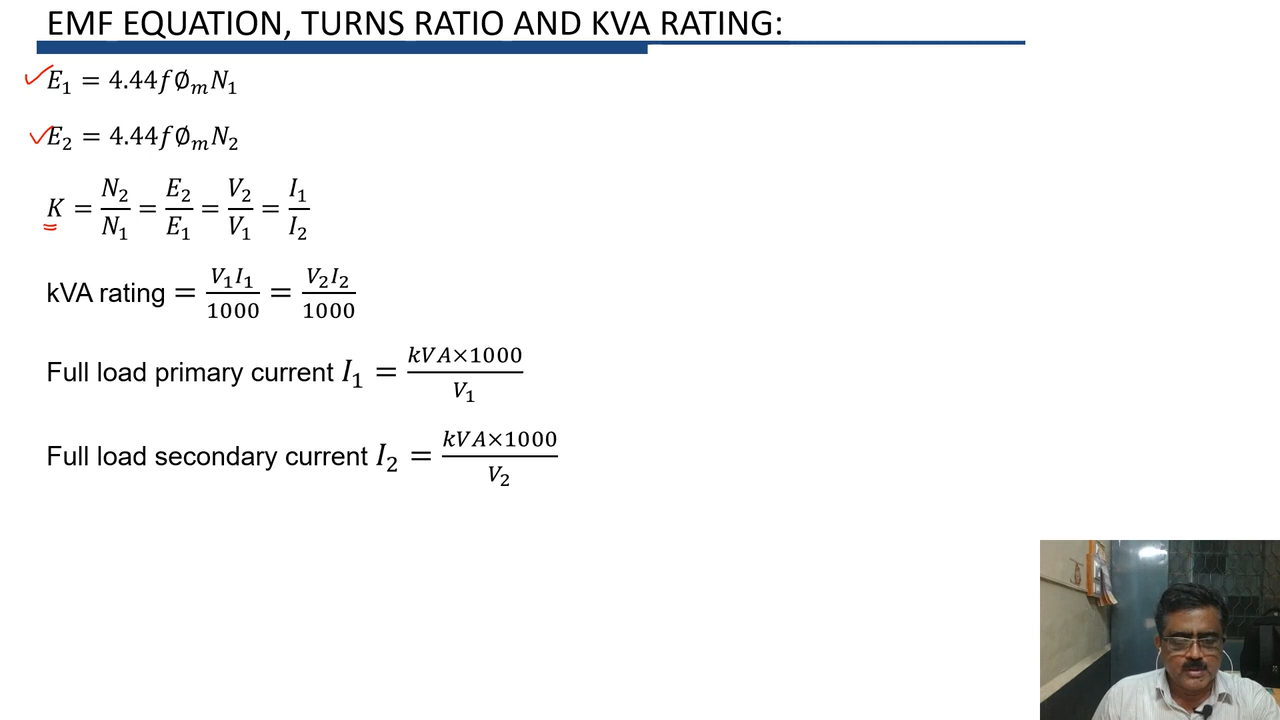 EMF EQUATION, TURNS RATIO AND KVA RATING:
E₁ = 4.44f∅ₘN₁
E₂ = 4.44f∅ₘN₂
K = N₂/N₁ = E₂/E₁ = V₂/V₁ = I₁/I₂
kVA rating = V₁I₁/1000 = V₂I₂/1000
Full load primary current I₁ = kVA×1000/V₁
Full load secondary current I₂ = kVA×1000/V₂